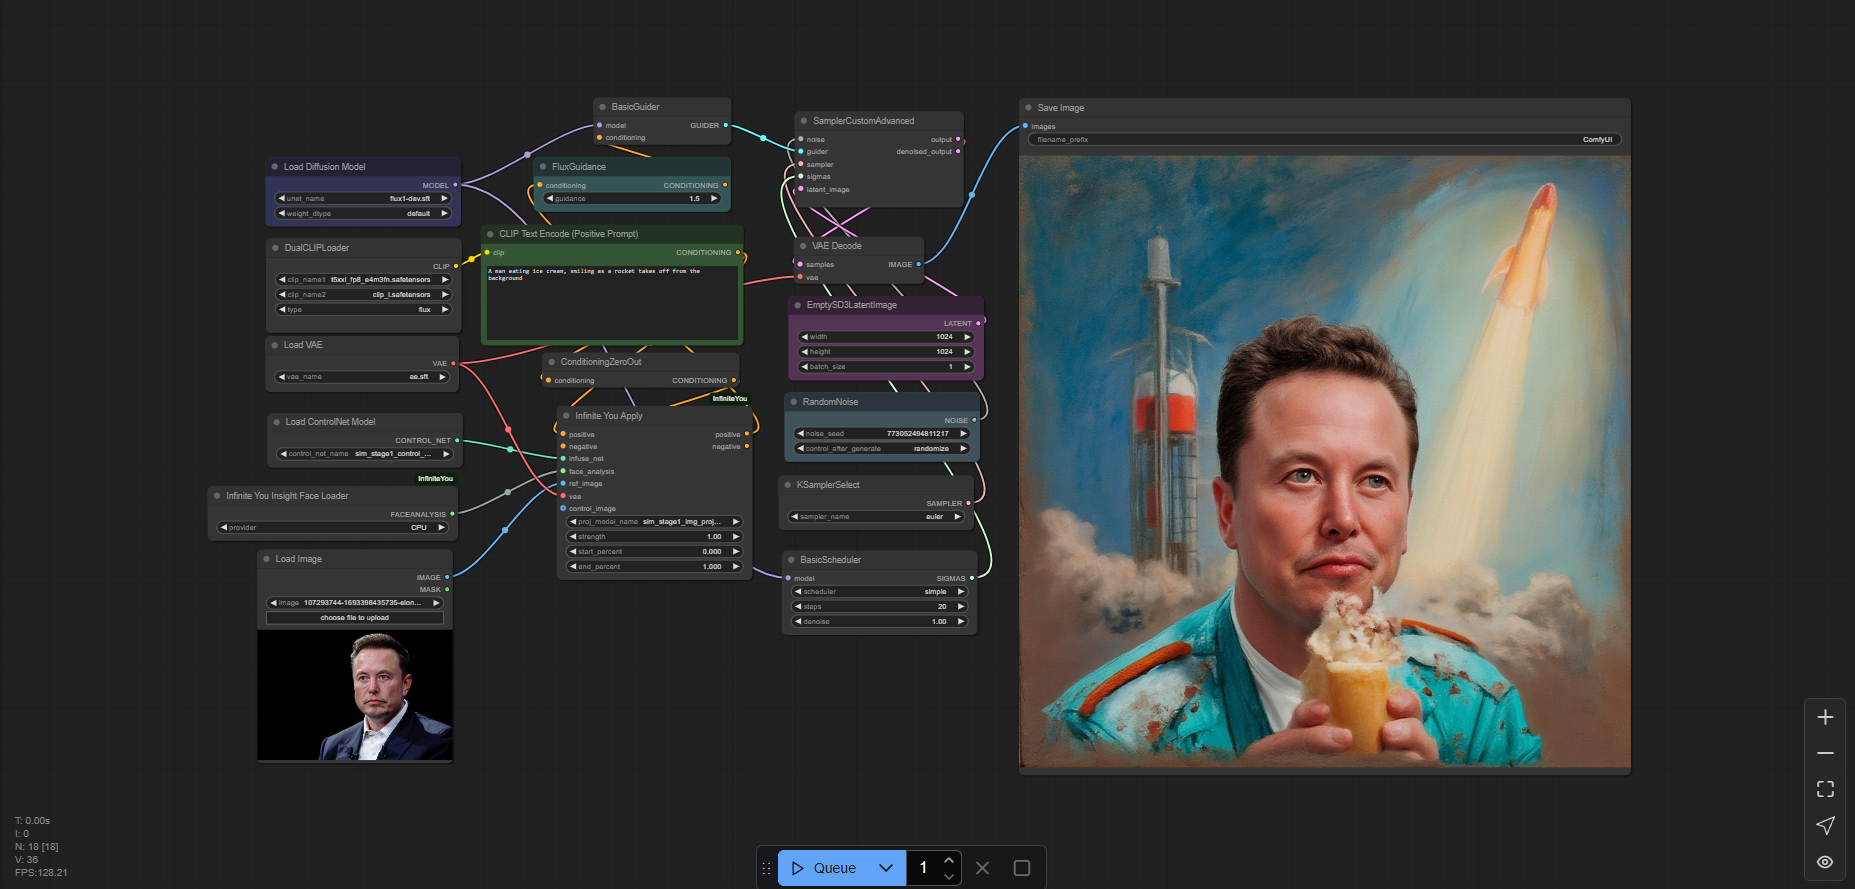 BasicGuider
model
GUIDER
conditioning
Load Diffusion Model
MODEL
unet_name flux1-dev.sft
weight_dtype default
FluxGuidance
conditioning CONDITIONING
guidance 1.5
DualCLIPLoader
CLIP
clip_name1 t5xxl_fp8_e4m3fn.safetensors
clip_name2 clip_l.safetensors
type flux
CLIP Text Encode (Positive Prompt)
clip CONDITIONING
A man eating ice cream, smiling as a rocket takes off from the
background
Load VAE
VAE
vae_name ae.sft
ConditioningZeroOut
conditioning CONDITIONING
Load ControlNet Model
CONTROL_NET
control_net_name sim_stage1_control_...
InfiniteYou
Infinite You Insight Face Loader
FACEANALYSIS
provider CPU
InfiniteYou
Infinite You Apply
positive positive
negative negative
infuse_net
face_analysis
ref_image
vae
control_image
proj_model_name sim_stage1_img_proj...
strength 1.00
start_percent 0.000
end_percent 1.000
Load Image
IMAGE
MASK
image 107293744-1693398435735-elon...
choose file to upload
SamplerCustomAdvanced
noise output
guider denoised_output
sampler
sigmas
latent_image
VAE Decode
samples IMAGE
vae
EmptySD3LatentImage
LATENT
width 1024
height 1024
batch_size 1
RandomNoise
NOISE
noise_seed 773052494811217
control_after_generate randomize
KSamplerSelect
SAMPLER
sampler_name euler
BasicScheduler
model SIGMAS
scheduler simple
steps 20
denoise 1.00
Save Image
images
filename_prefix ComfyUI
T: 0.00s
I: 0
N: 18 [18]
V: 36
FPS:128.21
Queue
1